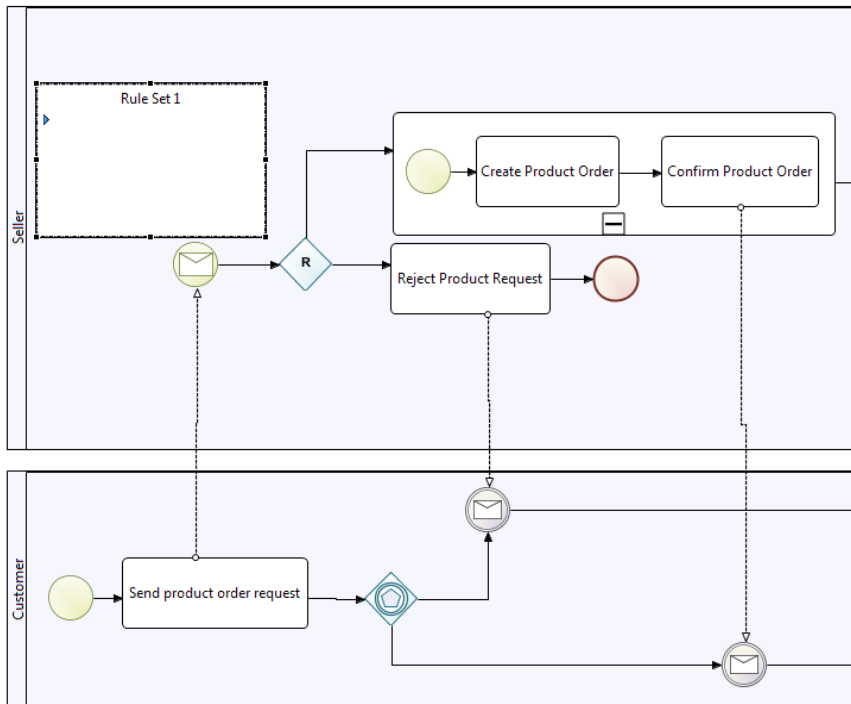 Seller
Rule Set 1
Create Product Order
Confirm Product Order
R
Reject Product Request
Customer
Send product order request